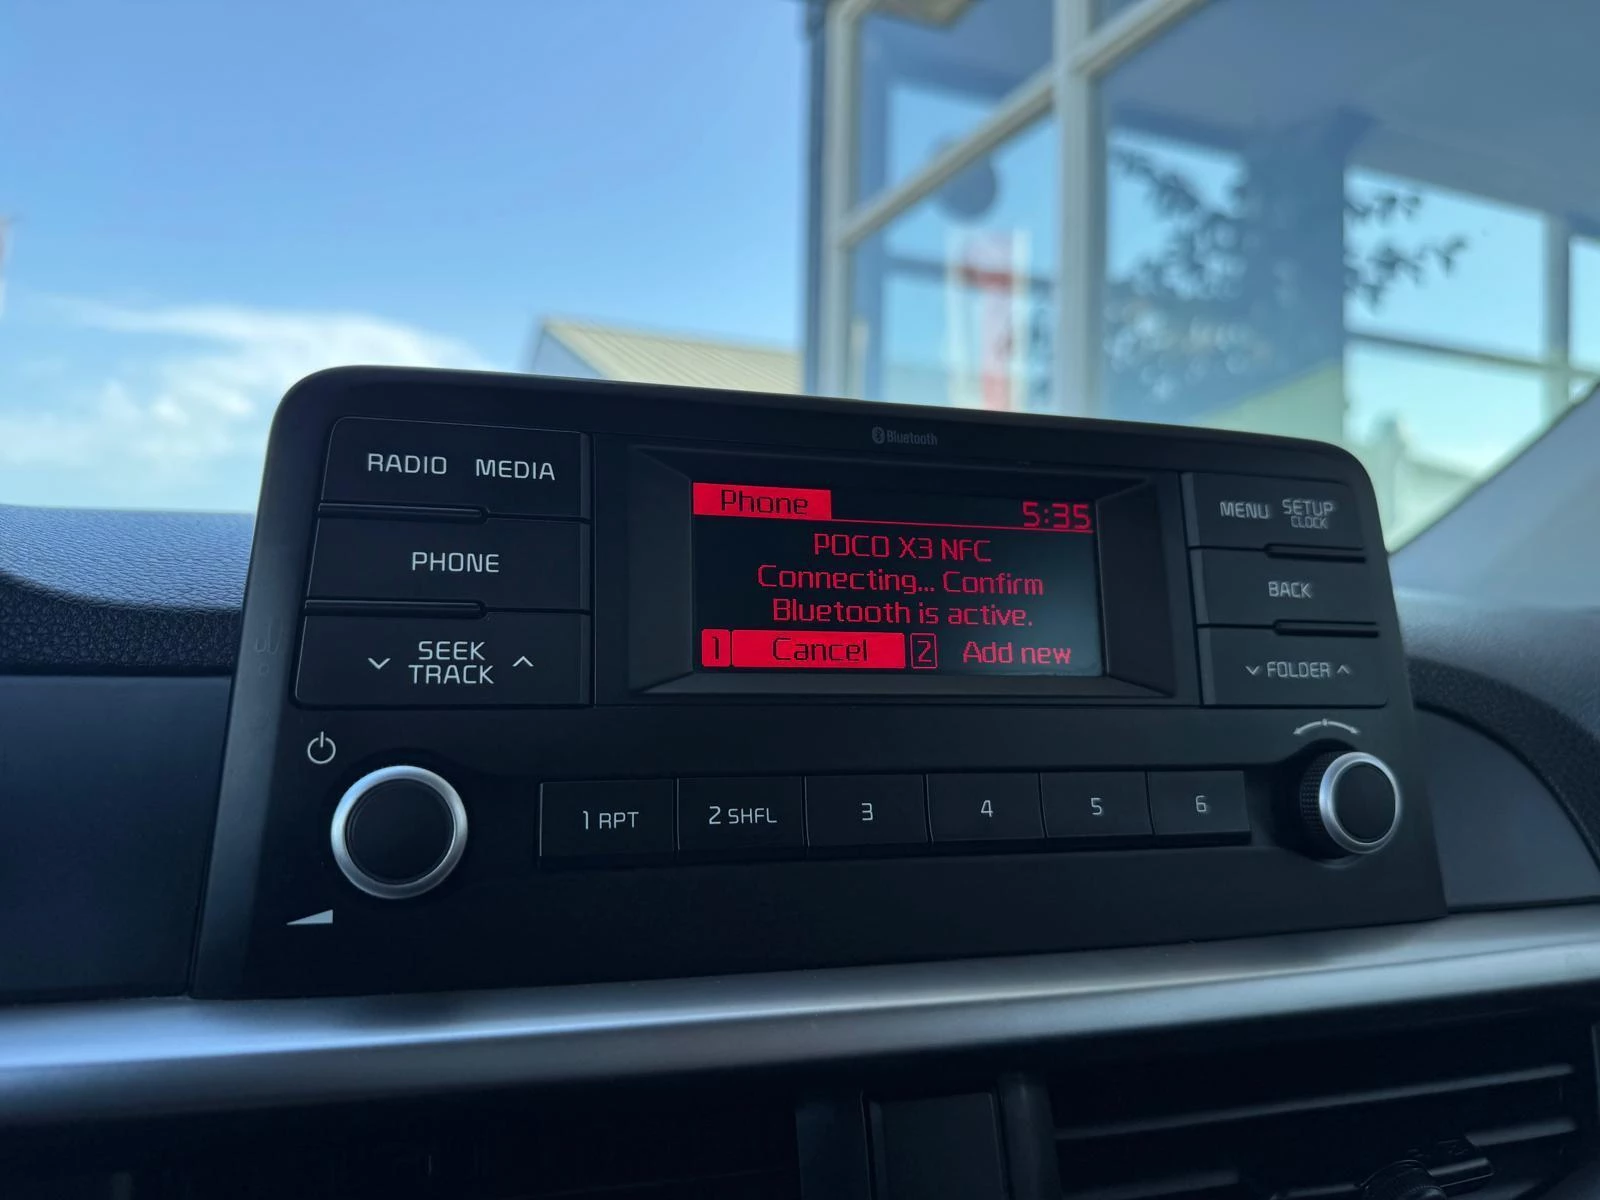 Bluetooth
RADIO MEDIA
PHONE
SEEK
TRACK
Phone
5:35
POCO X3 NFC
Connecting... Confirm
Bluetooth is active.
1 Cancel 2 Add new
MENU SETUP
CLOCK
BACK
FOLDER
1 RPT 2 SHFL 3 4 5 6